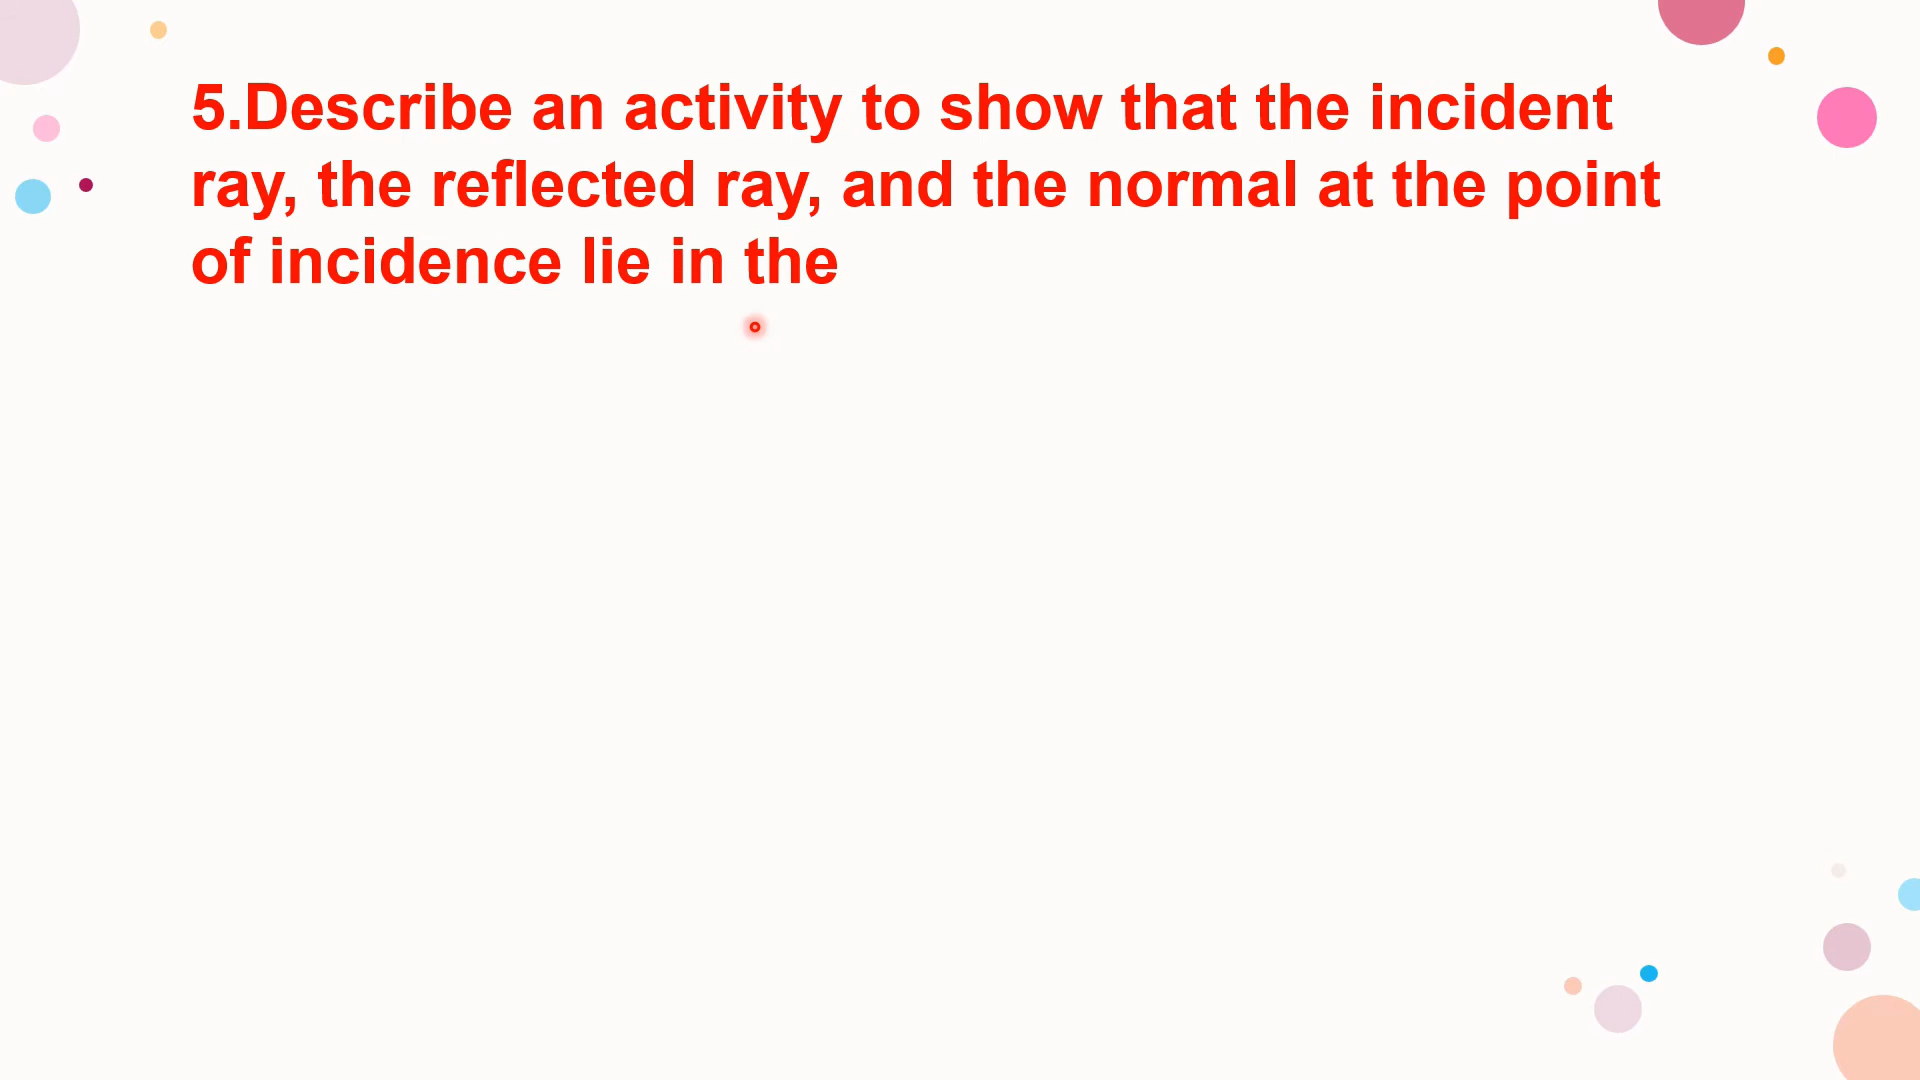 5.Describe an activity to show that the incident
ray, the reflected ray, and the normal at the point
of incidence lie in the